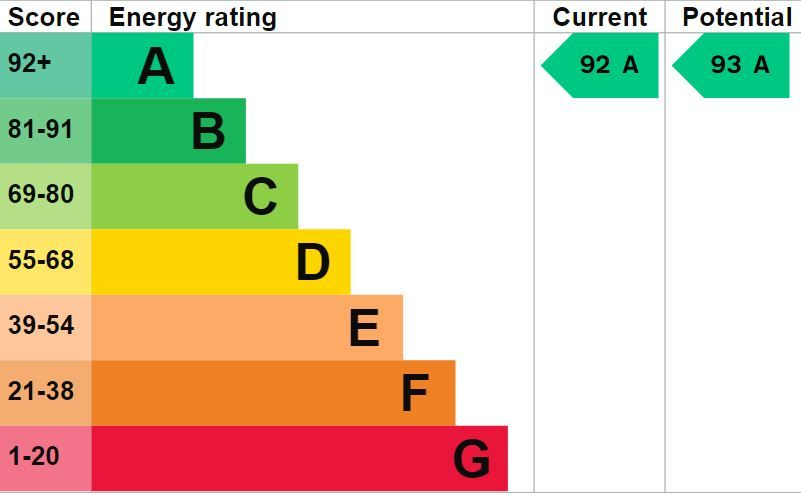 Score Energy rating Current Potential
92+ A 92 A 93 A
81-91 B
69-80 C
55-68 D
39-54 E
21-38 F
1-20 G